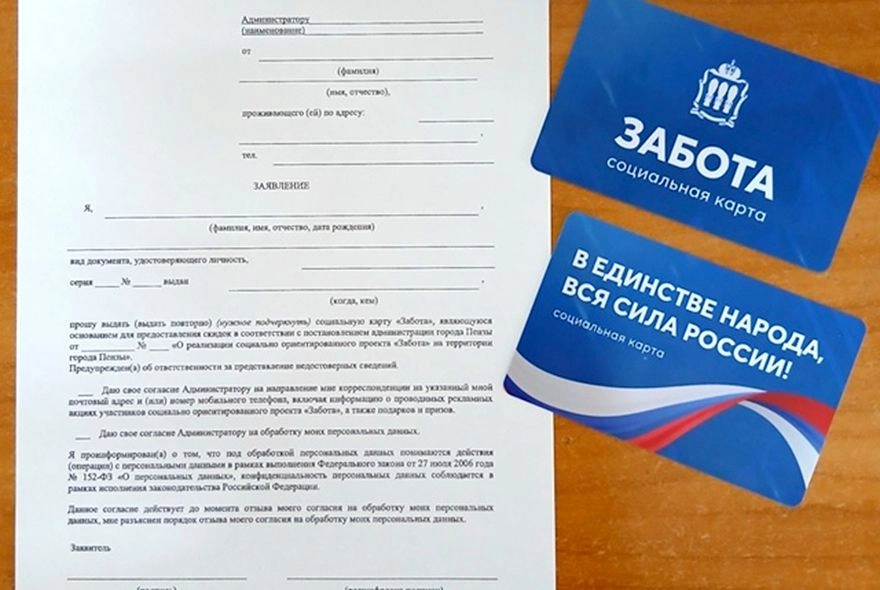 Администратору
(наименование)
от
(фамилия)
(имя, отчество),
проживающего (ей) по адресу:
,
тел.
ЗАЯВЛЕНИЕ
Я, ,
(фамилия, имя, отчество, дата рождения)
вид документа, удостоверяющего личность,
серия _____ № ______ выдан ,
(когда, кем)
прошу выдать (выдать повторно) (нужное подчеркнуть) социальную карту «Забота», являющуюся
основанием для предоставления скидок в соответствии с постановлением администрации города Пензы
от __________ № ____ «О реализации социально ориентированного проекта «Забота» на территории
города Пензы».
Предупрежден(а) об ответственности за представление недостоверных сведений.
___ Даю свое согласие Администратору на направление мне корреспонденции на указанный мной
почтовый адрес и (или) номер мобильного телефона, включая информацию о проводимых рекламных
акциях участников социально ориентированного проекта «Забота», а также подарков и призов.
___ Даю свое согласие Администратору на обработку моих персональных данных.
Я проинформирован(а) о том, что под обработкой персональных данных понимаются действия
(операции) с персональными данными в рамках выполнения Федерального закона от 27 июля 2006 года
№ 152-ФЗ «О персональных данных», конфиденциальность персональных данных соблюдается в
рамках исполнения законодательства Российской Федерации.
Данное согласие действует до момента отзыва моего согласия на обработку моих персональных
данных, мне разъяснен порядок отзыва моего согласия на обработку моих персональных данных.
Заявитель
ЗАБОТА
социальная карта
В ЕДИНСТВЕ НАРОДА,
ВСЯ СИЛА РОССИИ!
социальная карта